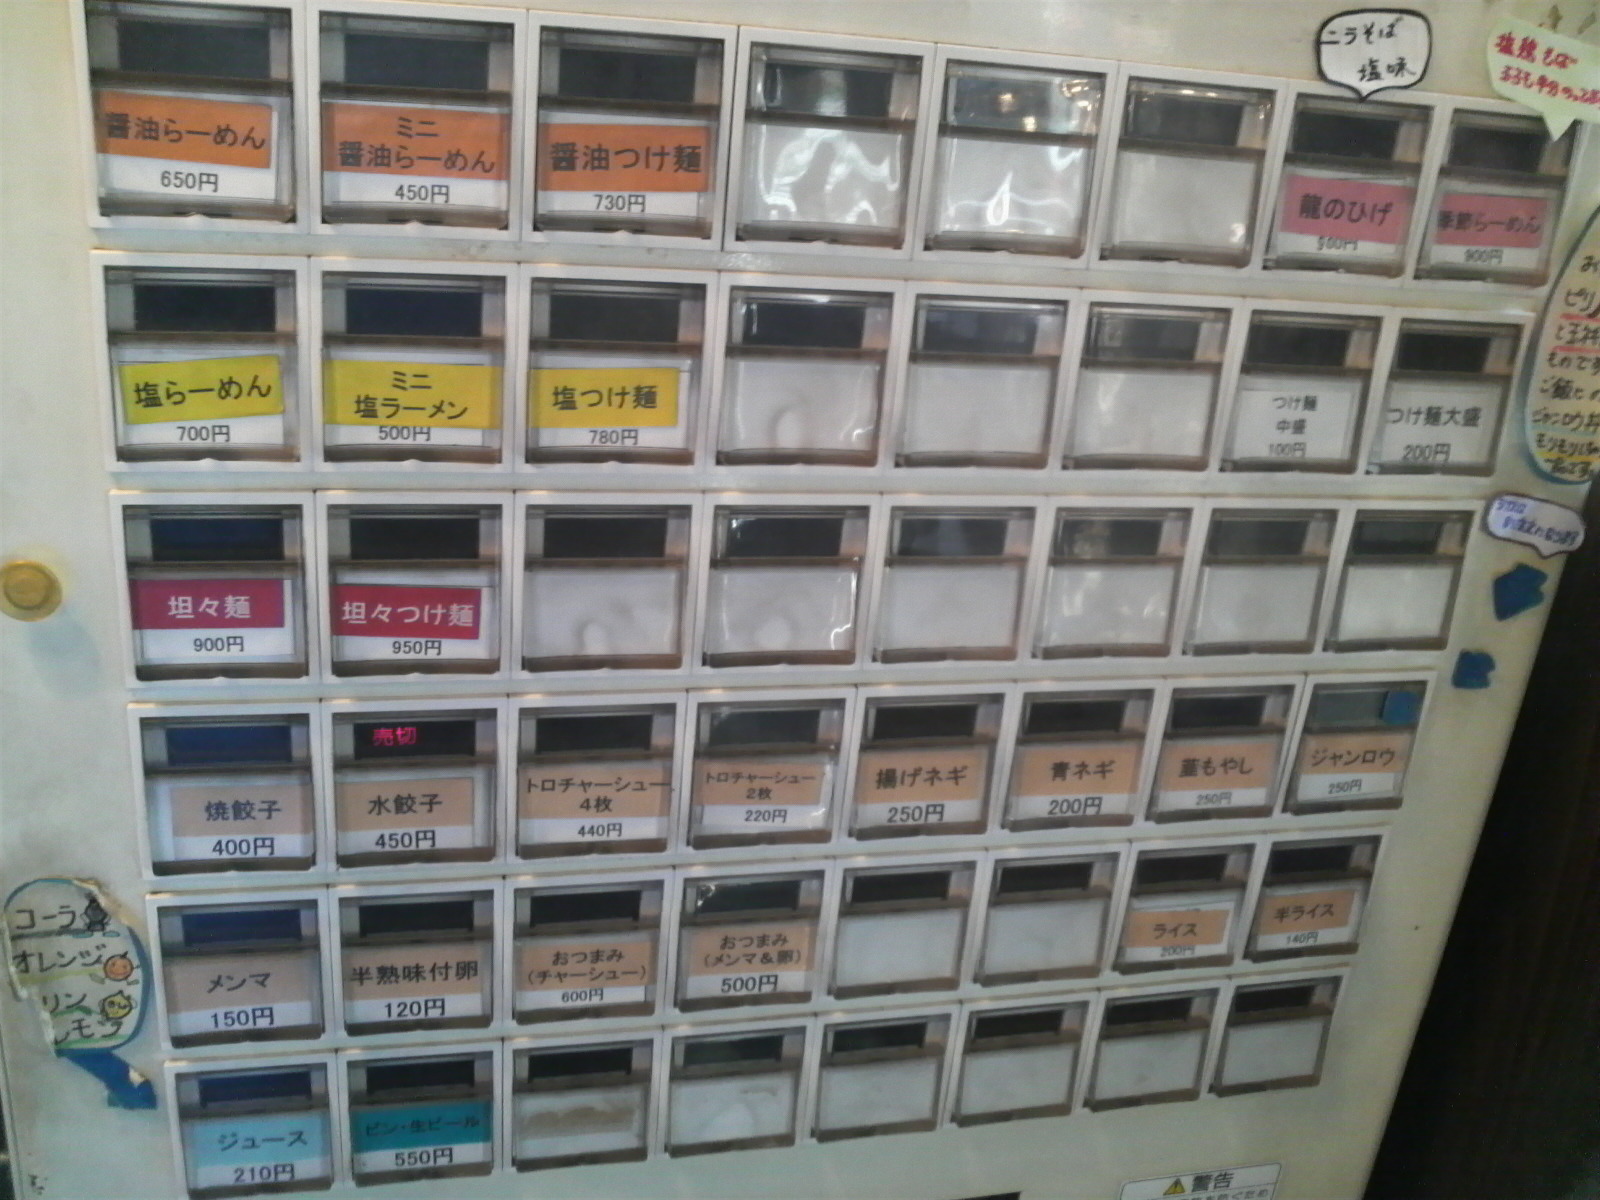 ニラそば
塩味
醤油らーめん
650円
ミニ
醤油らーめん
450円
醤油つけ麺
730円
龍のひげ
季節らーめん
900円
塩らーめん
700円
ミニ
塩ラーメン
500円
塩つけ麺
780円
つけ麺
中盛
100円
つけ麺大盛
200円
坦々麺
900円
坦々つけ麺
950円
焼餃子
400円
売切
水餃子
450円
トロチャーシュー
4枚
440円
トロチャーシュー
2枚
220円
揚げネギ
250円
青ネギ
200円
韮もやし
250円
ジャンロウ
250円
メンマ
150円
半熟味付卵
120円
おつまみ
(チャーシュー)
600円
おつまみ
(メンマ&卵)
500円
ライス
200円
半ライス
140円
コーラ
オレンジ
ジュース
210円
ビン・生ビール
550円
警告